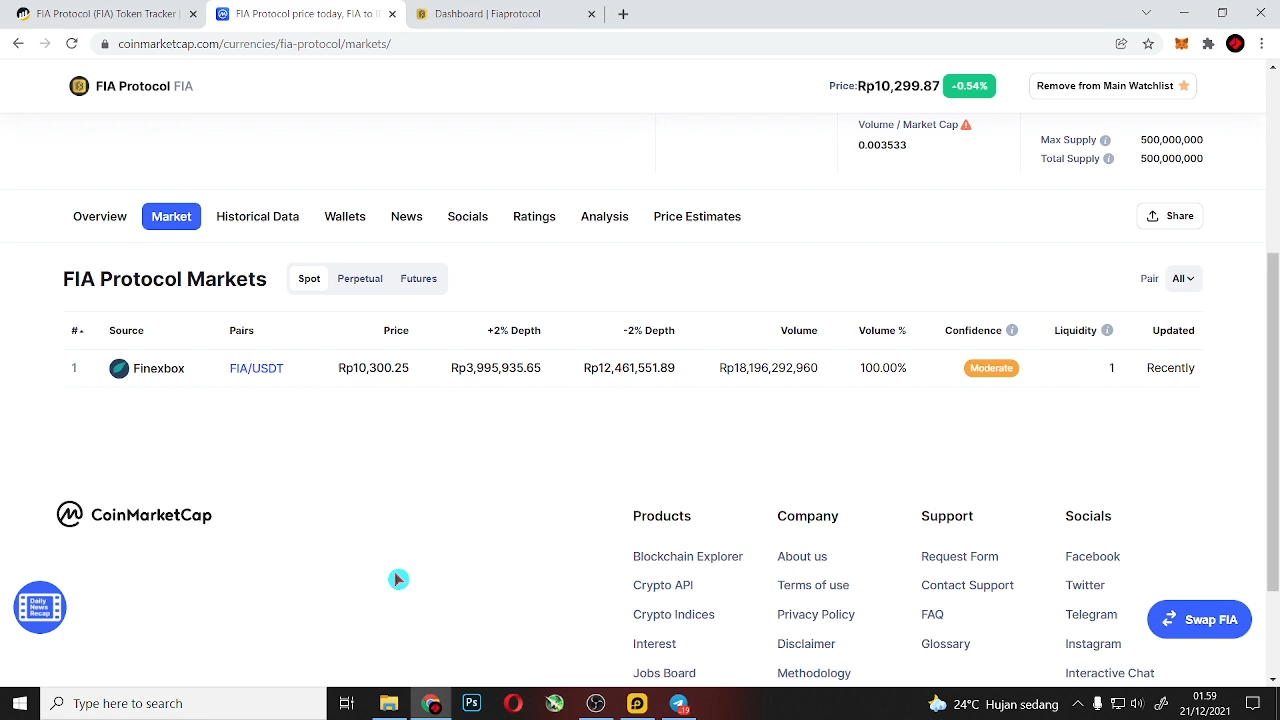 FIA Protocol (FIA) Token Tracker |
FIA Protocol price today, FIA to
Dashboard | Fiaprotocol
coinmarketcap.com/currencies/fia-protocol/markets/
FIA Protocol FIA
Price:Rp10,299.87
0.54%
Remove from Main Watchlist
Volume / Market Cap
0.003533
Max Supply 500,000,000
Total Supply 500,000,000
Overview Market Historical Data Wallets News Socials Ratings Analysis Price Estimates
Share
FIA Protocol Markets
Spot Perpetual Futures
Pair All
# Source Pairs Price +2% Depth -2% Depth Volume Volume % Confidence Liquidity Updated
1 Finexbox FIA/USDT Rp10,300.25 Rp3,995,935.65 Rp12,461,551.89 Rp18,196,292,960 100.00% Moderate 1 Recently
CoinMarketCap
Products Company Support Socials
Blockchain Explorer About us Request Form Facebook
Crypto API Terms of use Contact Support Twitter
Crypto Indices Privacy Policy FAQ Telegram
Interest Disclaimer Glossary Instagram
Jobs Board Methodology Interactive Chat
Daily
News
Recap
Swap FIA
Type here to search
Ps
19
24°C Hujan sedang
01.59
21/12/2021